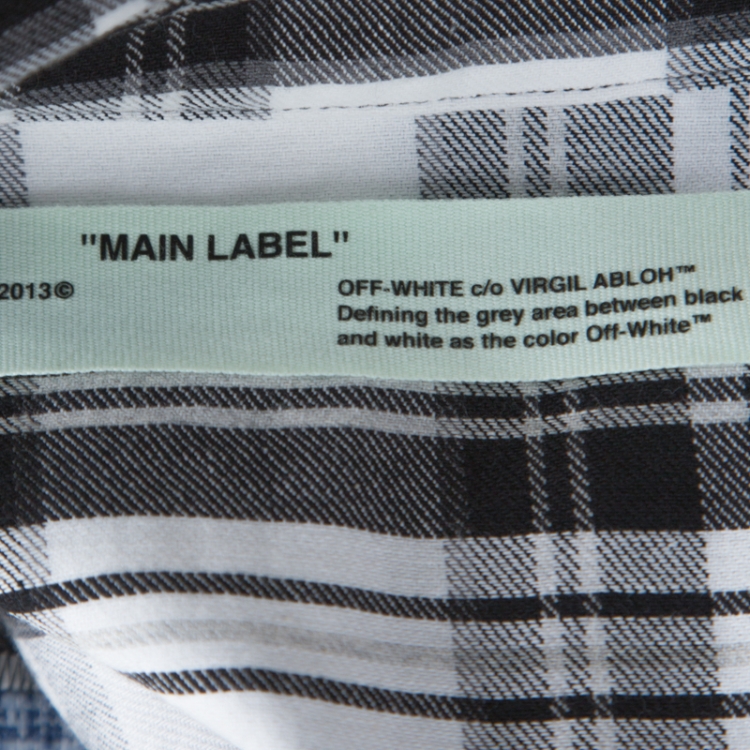 "MAIN LABEL"
2013©
OFF-WHITE c/o VIRGIL ABLOH™
Defining the grey area between black
and white as the color Off-White™